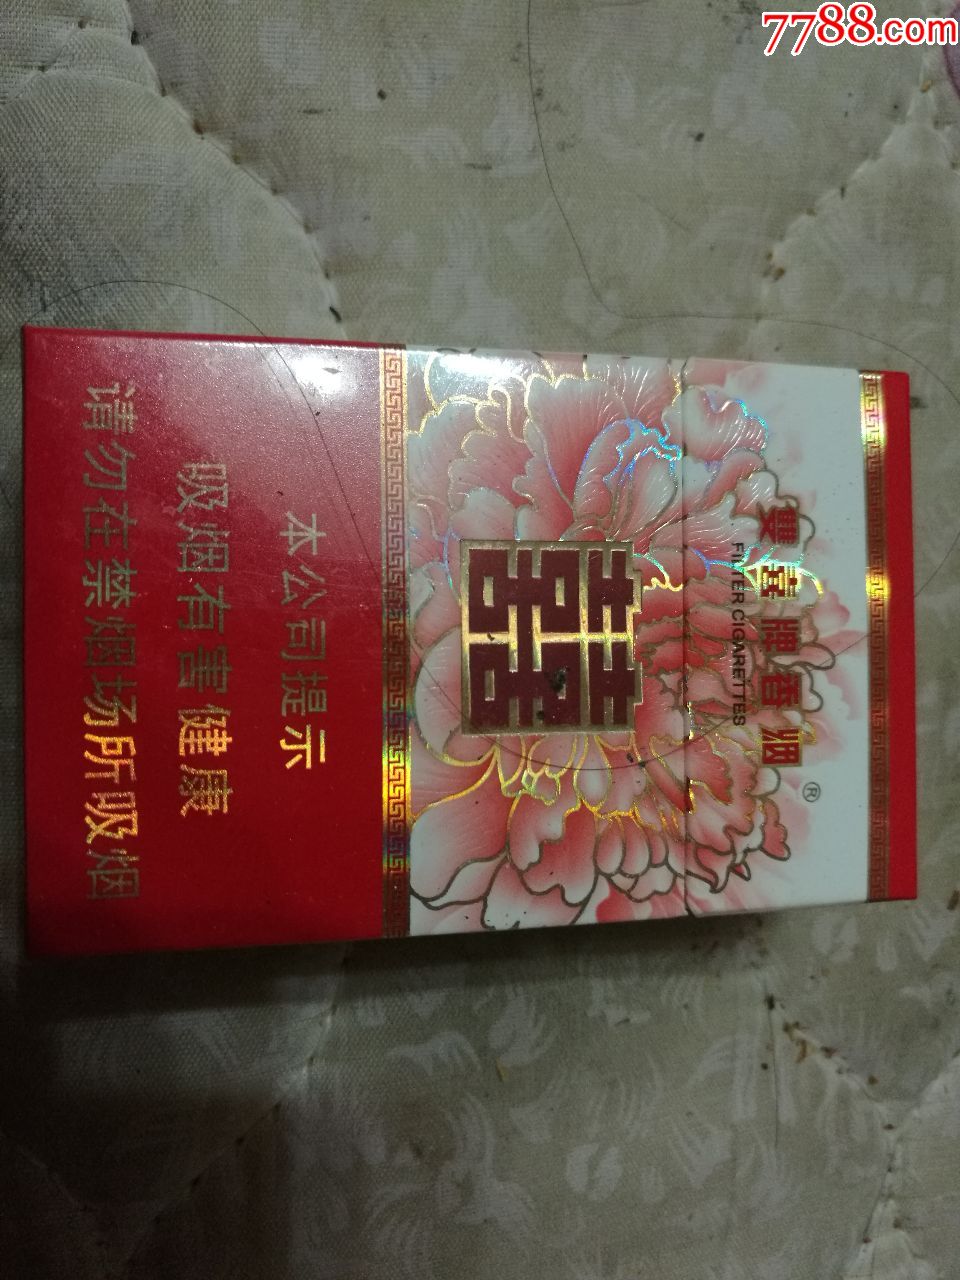 7788.com
雙喜牌香烟®
FILTER CIGARETTES
囍
本公司提示
吸烟有害健康
请勿在禁烟场所吸烟